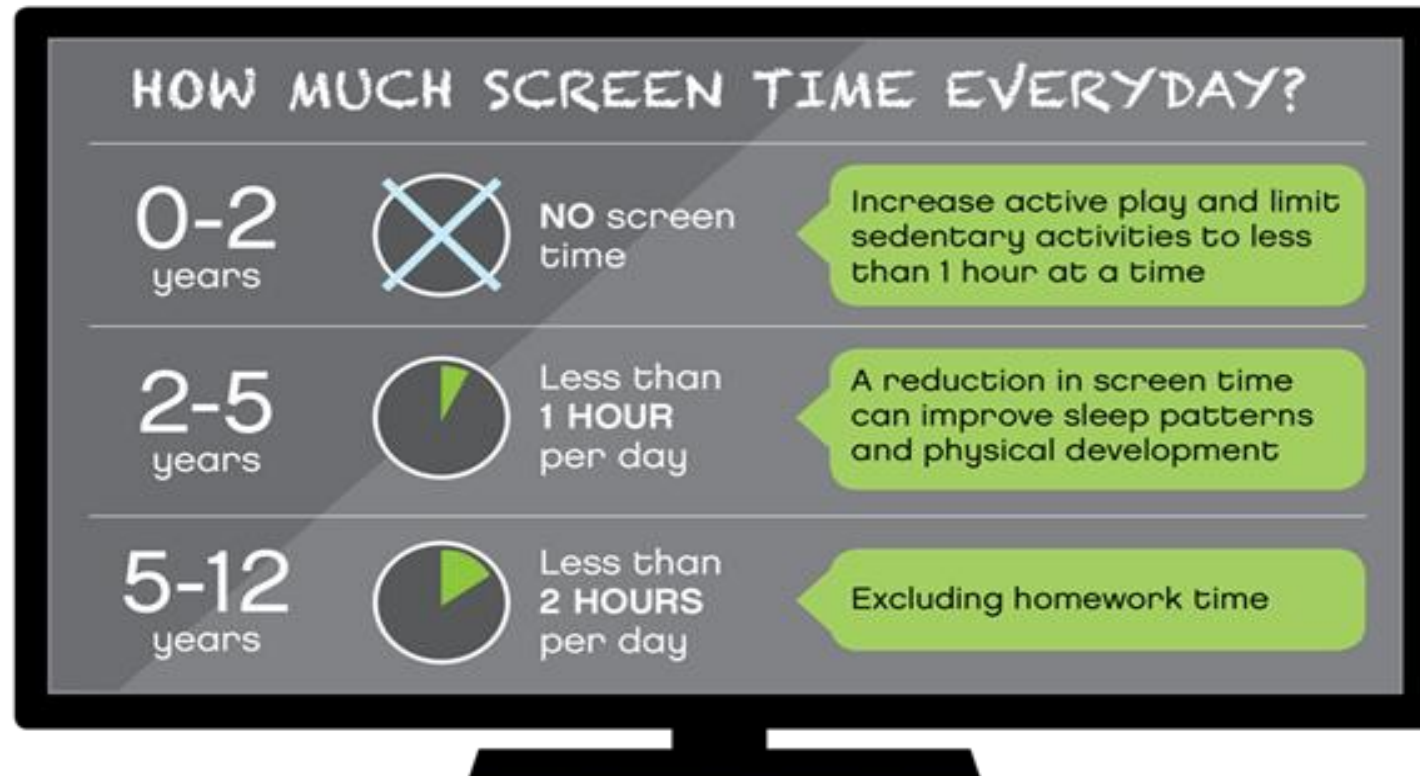 HOW MUCH SCREEN TIME EVERYDAY?
0-2
years
NO screen
time
Increase active play and limit
sedentary activities to less
than 1 hour at a time
2-5
years
Less than
1 HOUR
per day
A reduction in screen time
can improve sleep patterns
and physical development
5-12
years
Less than
2 HOURS
per day
Excluding homework time